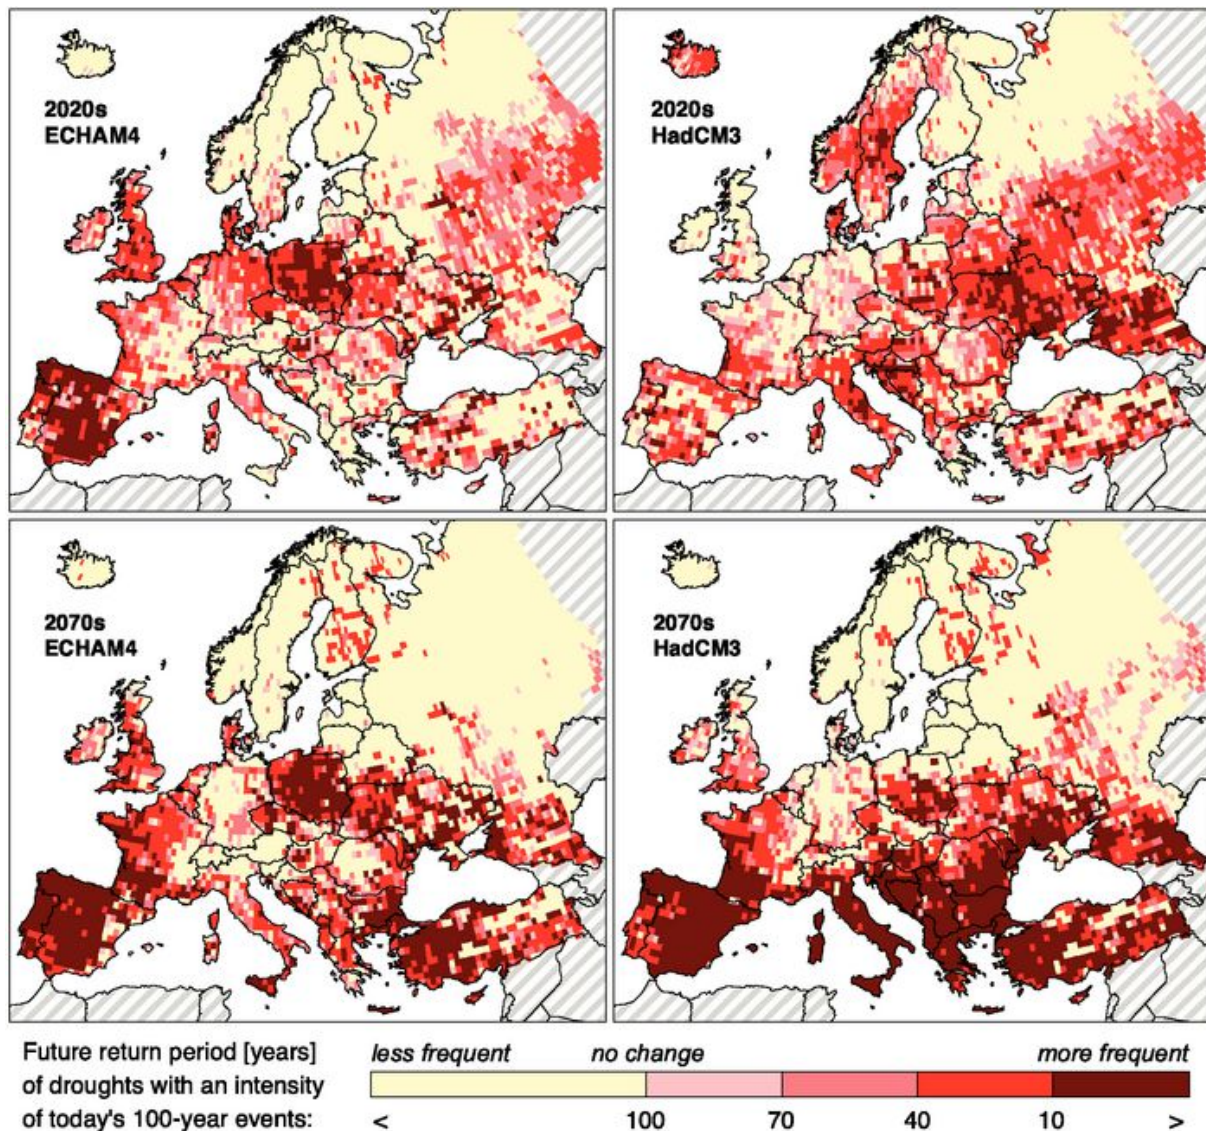 2020s
ECHAM4
2020s
HadCM3
2070s
ECHAM4
2070s
HadCM3
Future return period [years]
of droughts with an intensity
of today's 100-year events:
less frequent no change more frequent
< 100 70 40 10 >